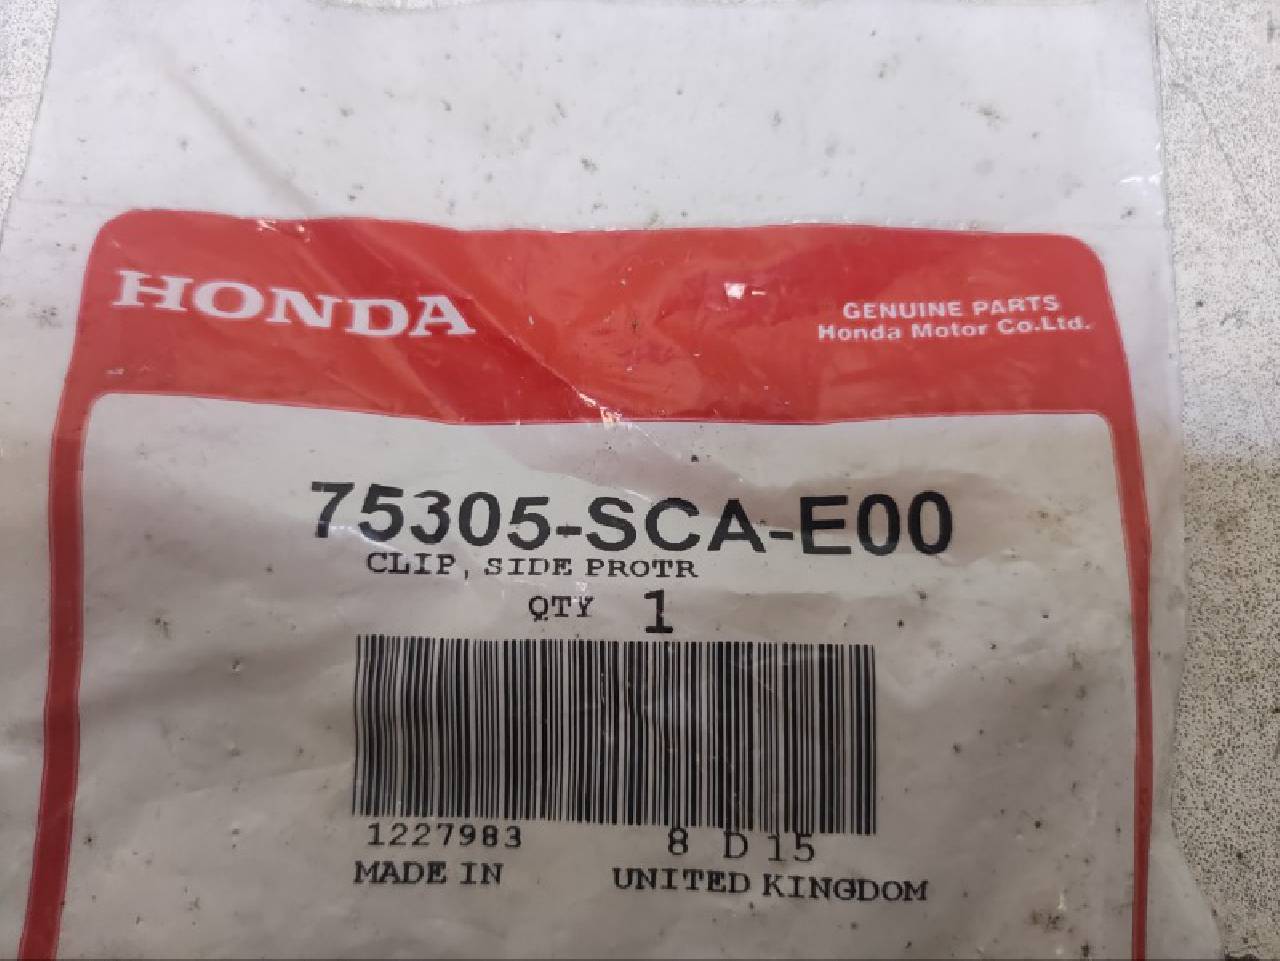 HONDA
GENUINE PARTS
Honda Motor Co.Ltd.
75305-SCA-E00
CLIP, SIDE PROTR
QTY 1
1227983 8 D 15
MADE IN UNITED KINGDOM